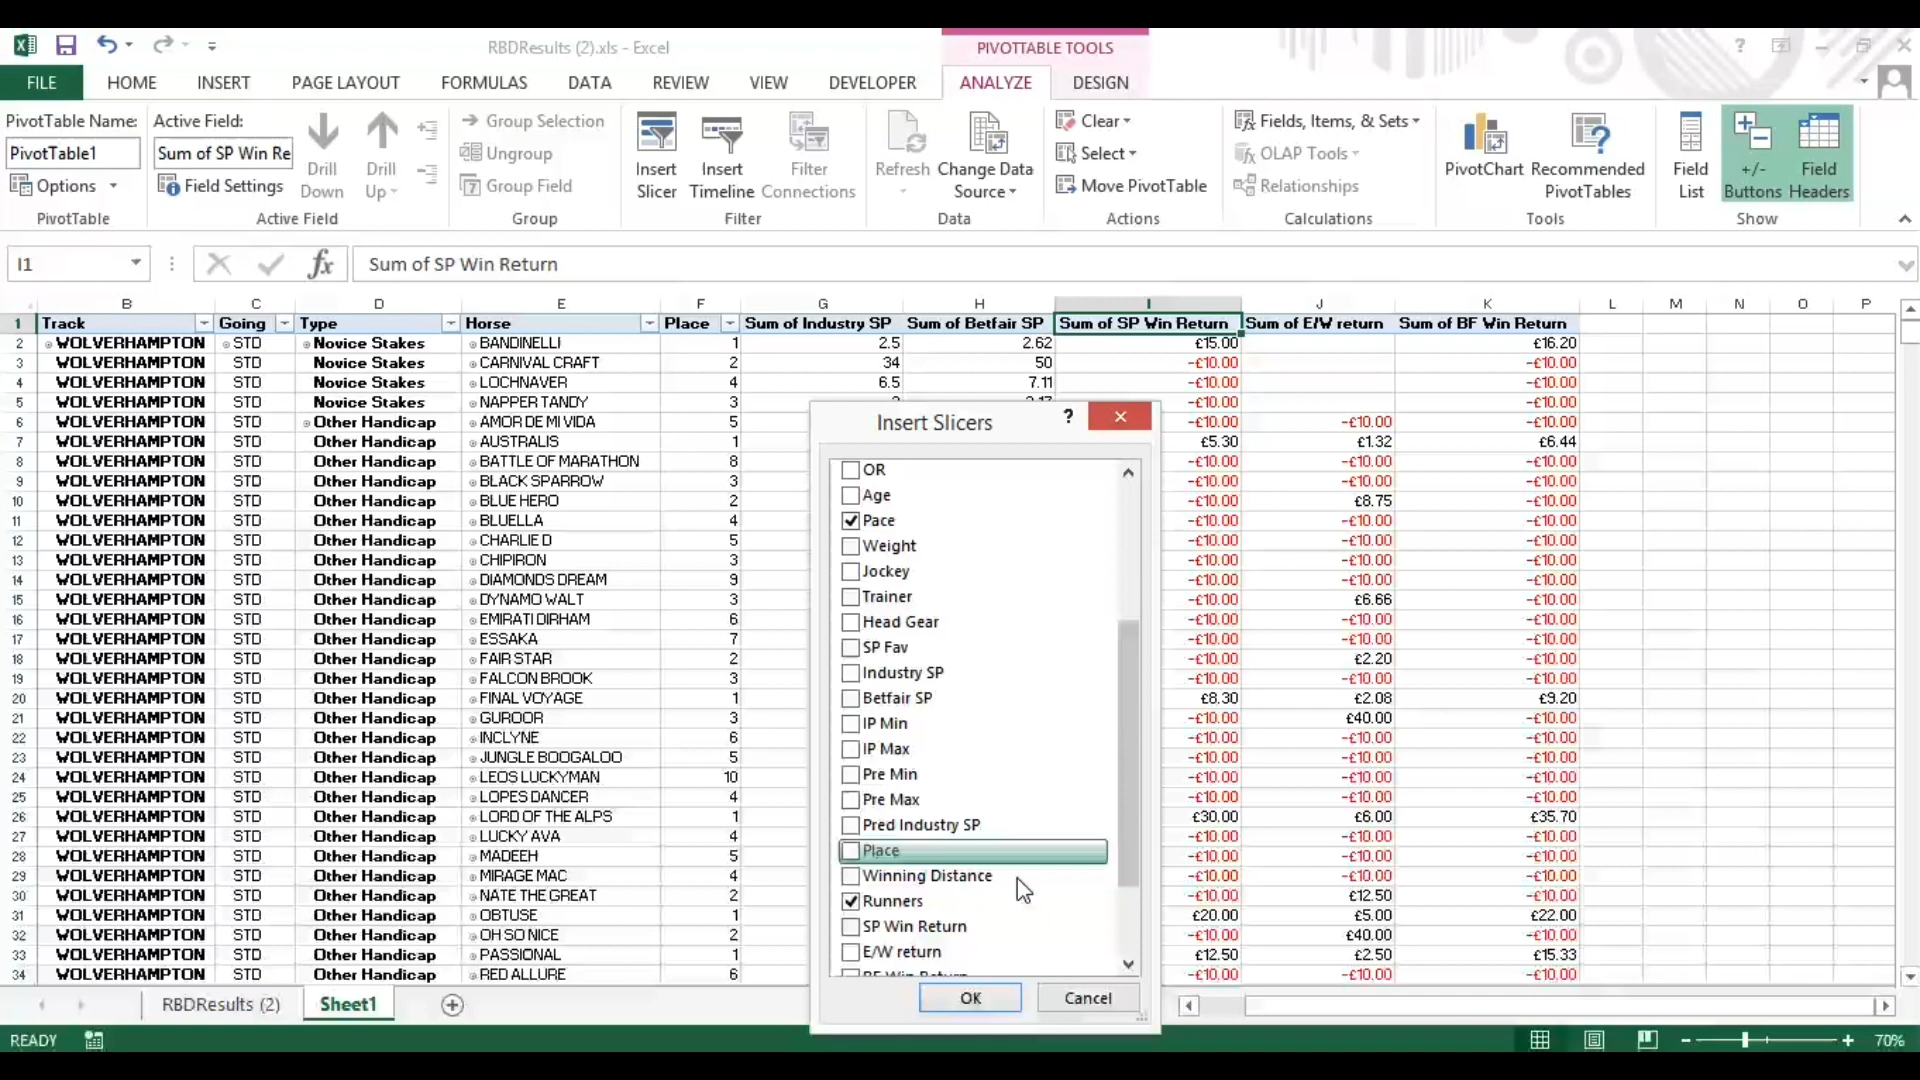 RBDResults (2).xls - Excel
PIVOTTABLE TOOLS
?
FILE HOME INSERT PAGE LAYOUT FORMULAS DATA REVIEW VIEW DEVELOPER ANALYZE DESIGN
PivotTable Name:
PivotTable1
Options
PivotTable
Active Field:
Sum of SP Win Re
Field Settings
Drill Down
Drill Up
Active Field
Group Selection
Ungroup
Group Field
Group
Insert Slicer
Insert Timeline
Filter Connections
Filter
Refresh
Change Data Source
Data
Clear
Select
Move PivotTable
Actions
Fields, Items, & Sets
OLAP Tools
Relationships
Calculations
PivotChart
Recommended PivotTables
Tools
Field List
+/- Buttons
Field Headers
Show
I1 fx Sum of SP Win Return
B C D E F G H I J K L M N O P
1 Track Going Type Horse Place Sum of Industry SP Sum of Betfair SP Sum of SP Win Return Sum of E/W return Sum of BF Win Return
2 WOLVERHAMPTON STD Novice Stakes BANDINELLI 1 2.5 2.62 £15.00 £16.20
3 WOLVERHAMPTON STD Novice Stakes CARNIVAL CRAFT 2 34 50 -£10.00 -£10.00
4 WOLVERHAMPTON STD Novice Stakes LOCHNAVER 4 6.5 7.11 -£10.00 -£10.00
5 WOLVERHAMPTON STD Novice Stakes NAPPER TANDY 3 -£10.00 -£10.00
6 WOLVERHAMPTON STD Other Handicap AMOR DE MI VIDA 5 -£10.00 -£10.00 -£10.00
7 WOLVERHAMPTON STD Other Handicap AUSTRALIS 1 £5.30 £1.32 £6.44
8 WOLVERHAMPTON STD Other Handicap BATTLE OF MARATHON 8 -£10.00 -£10.00 -£10.00
9 WOLVERHAMPTON STD Other Handicap BLACK SPARROW 3 -£10.00 -£10.00 -£10.00
10 WOLVERHAMPTON STD Other Handicap BLUE HERO 2 -£10.00 £8.75 -£10.00
11 WOLVERHAMPTON STD Other Handicap BLUELLA 4 -£10.00 -£10.00 -£10.00
12 WOLVERHAMPTON STD Other Handicap CHARLIE D 5 -£10.00 -£10.00 -£10.00
13 WOLVERHAMPTON STD Other Handicap CHIPIRON 3 -£10.00 -£10.00 -£10.00
14 WOLVERHAMPTON STD Other Handicap DIAMONDS DREAM 9 -£10.00 -£10.00 -£10.00
15 WOLVERHAMPTON STD Other Handicap DYNAMO WALT 3 -£10.00 £6.66 -£10.00
16 WOLVERHAMPTON STD Other Handicap EMIRATI DIRHAM 6 -£10.00 -£10.00 -£10.00
17 WOLVERHAMPTON STD Other Handicap ESSAKA 7 -£10.00 -£10.00 -£10.00
18 WOLVERHAMPTON STD Other Handicap FAIR STAR 2 -£10.00 £2.20 -£10.00
19 WOLVERHAMPTON STD Other Handicap FALCON BROOK 3 -£10.00 -£10.00 -£10.00
20 WOLVERHAMPTON STD Other Handicap FINAL VOYAGE 1 £8.30 £2.08 £9.20
21 WOLVERHAMPTON STD Other Handicap GUROOR 3 -£10.00 £40.00 -£10.00
22 WOLVERHAMPTON STD Other Handicap INCLYNE 6 -£10.00 -£10.00 -£10.00
23 WOLVERHAMPTON STD Other Handicap JUNGLE BOOGALOO 5 -£10.00 -£10.00 -£10.00
24 WOLVERHAMPTON STD Other Handicap LEOS LUCKYMAN 10 -£10.00 -£10.00 -£10.00
25 WOLVERHAMPTON STD Other Handicap LOPES DANCER 4 -£10.00 -£10.00 -£10.00
26 WOLVERHAMPTON STD Other Handicap LORD OF THE ALPS 1 £30.00 £6.00 £35.70
27 WOLVERHAMPTON STD Other Handicap LUCKY AVA 4 -£10.00 -£10.00 -£10.00
28 WOLVERHAMPTON STD Other Handicap MADEEH 5 -£10.00 -£10.00 -£10.00
29 WOLVERHAMPTON STD Other Handicap MIRAGE MAC 4 -£10.00 -£10.00 -£10.00
30 WOLVERHAMPTON STD Other Handicap NATE THE GREAT 2 -£10.00 £12.50 -£10.00
31 WOLVERHAMPTON STD Other Handicap OBTUSE 1 £20.00 £5.00 £22.00
32 WOLVERHAMPTON STD Other Handicap OH SO NICE 2 -£10.00 £40.00 -£10.00
33 WOLVERHAMPTON STD Other Handicap PASSIONAL 1 £12.50 £2.50 £15.33
34 WOLVERHAMPTON STD Other Handicap RED ALLURE 6 -£10.00 -£10.00 -£10.00
Insert Slicers ?
OR
Age
Pace
Weight
Jockey
Trainer
Head Gear
SP Fav
Industry SP
Betfair SP
IP Min
IP Max
Pre Min
Pre Max
Pred Industry SP
Place
Winning Distance
Runners
SP Win Return
E/W return
BF Win Return
OK Cancel
RBDResults (2) Sheet1
READY 70%